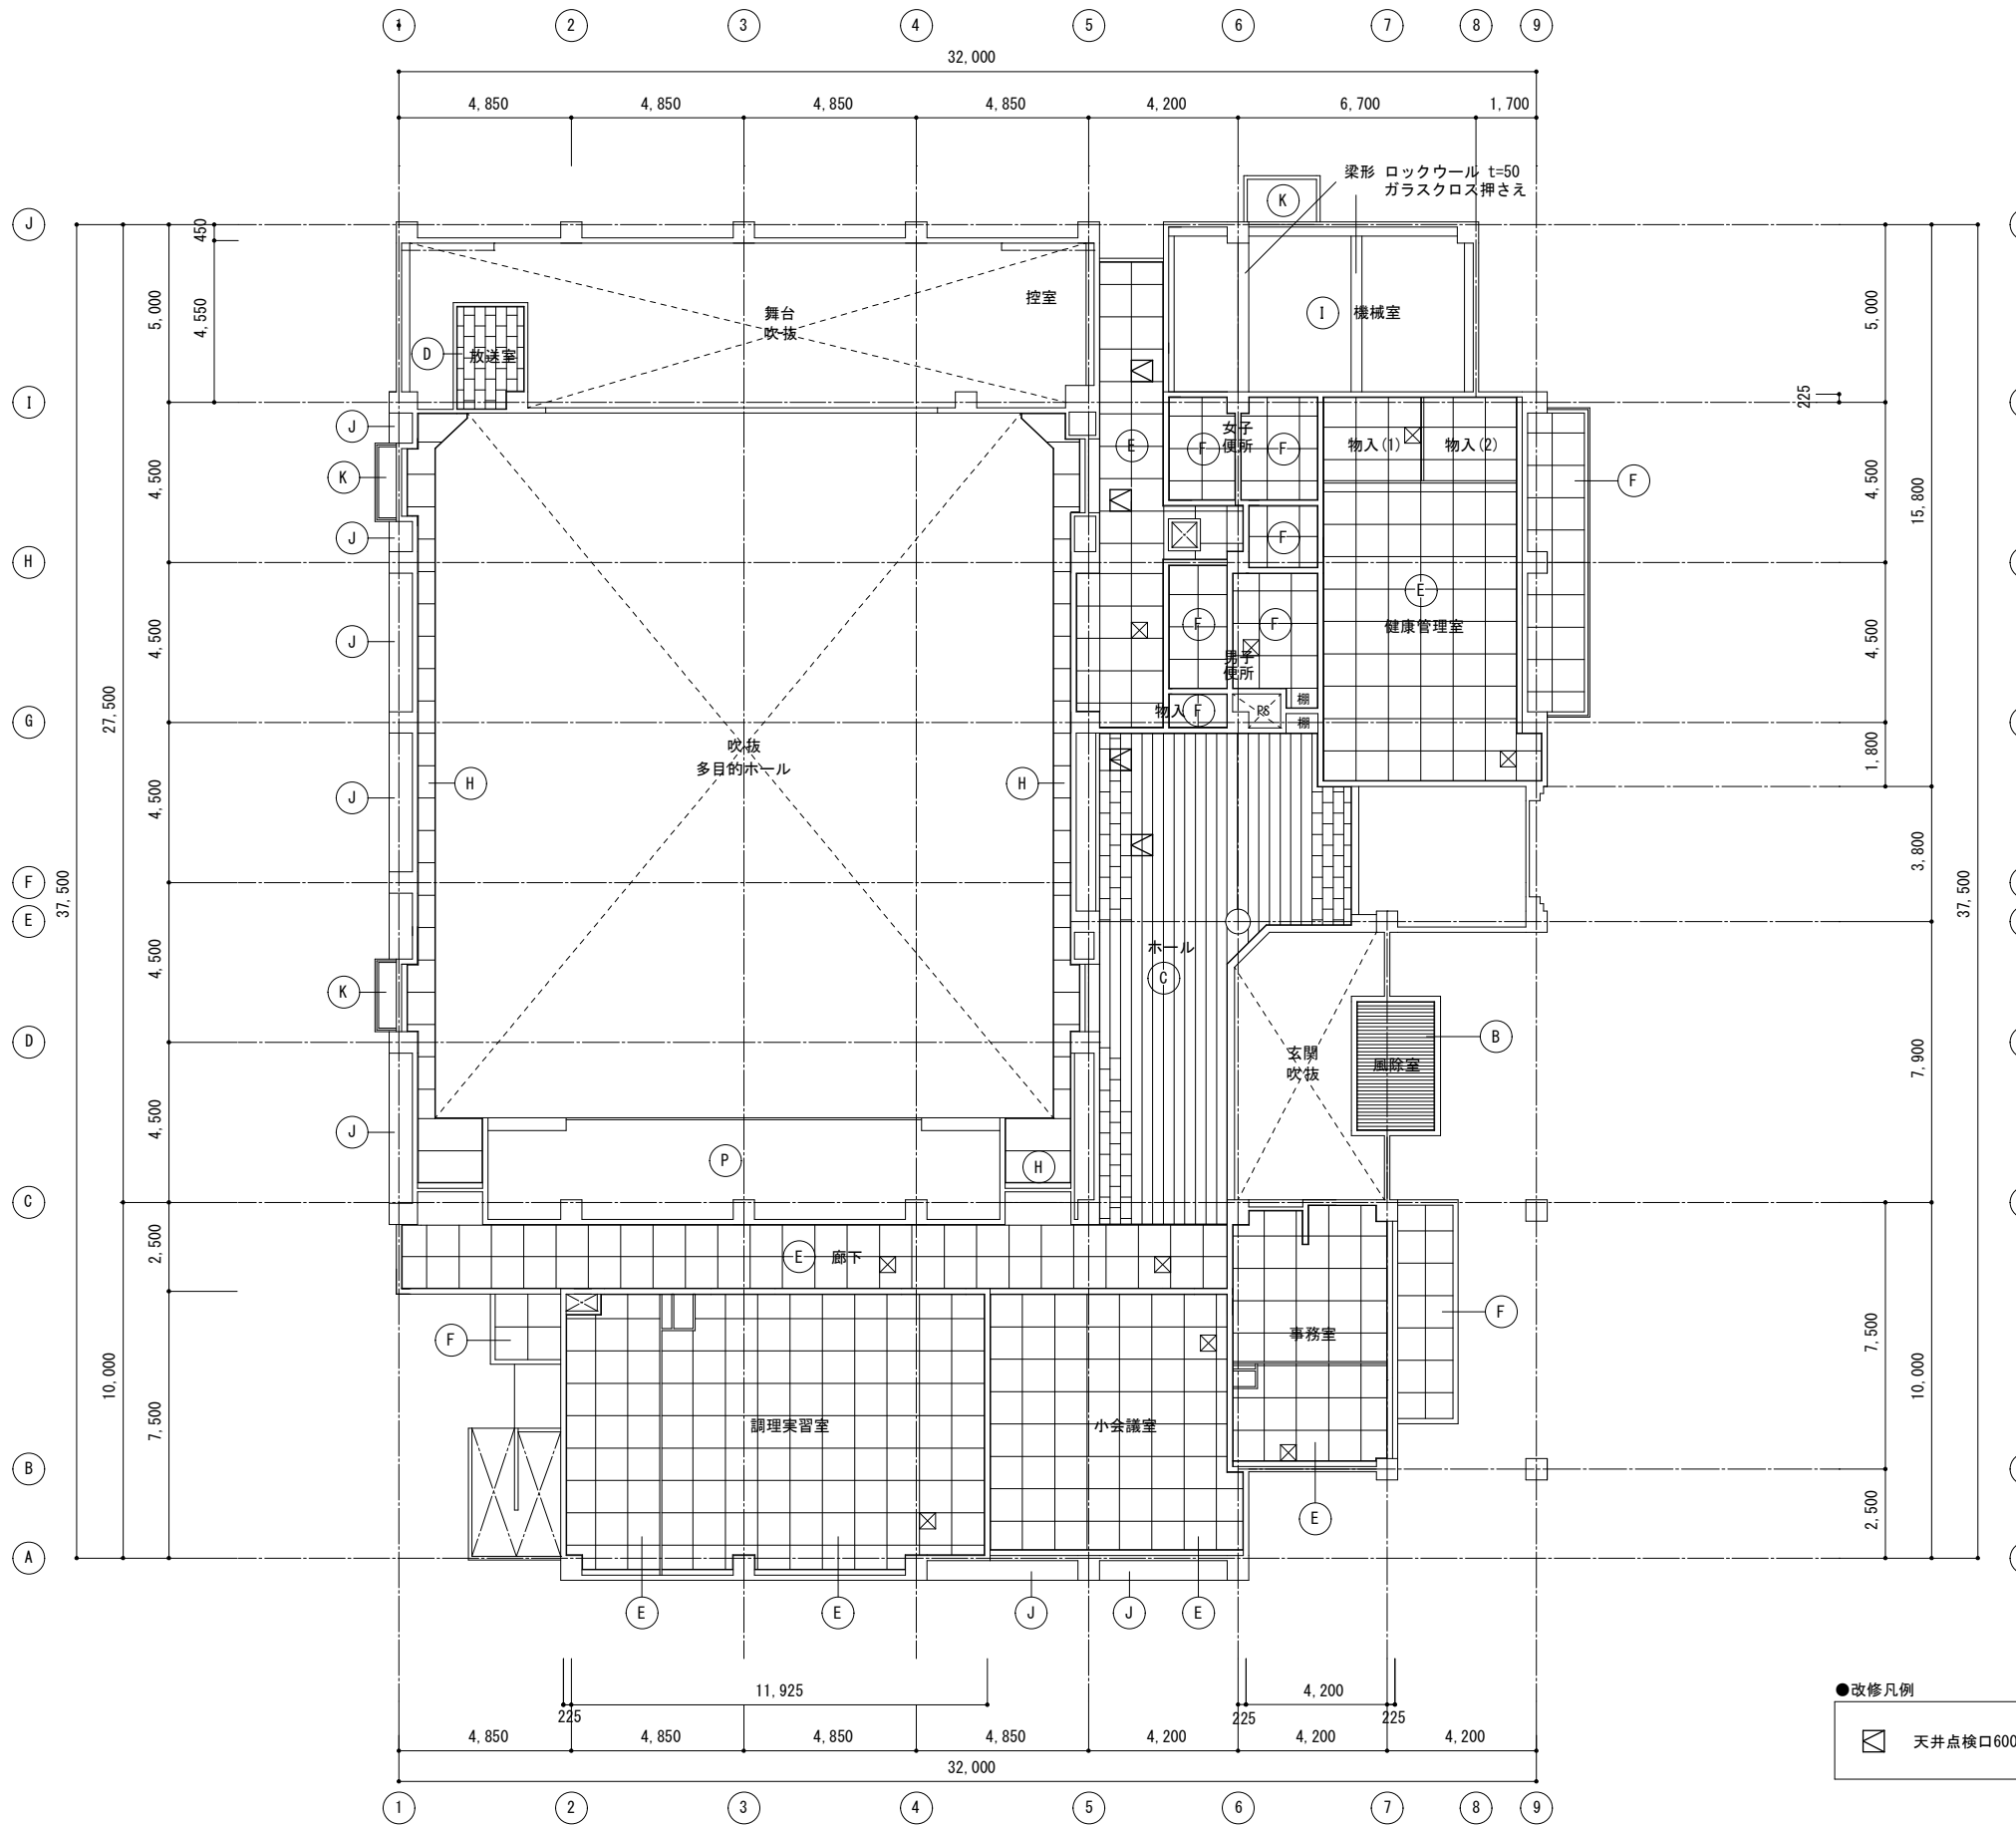 1 2 3 4 5 6 7 8 9
32,000
4,850 4,850 4,850 4,850 4,200 6,700 1,700
梁形 ロックウール t=50
ガラスクロス押さえ
K
J
450
5,000
4,550
舞台
吹抜
控室
I 機械室
5,000
D 放送室
I
225
J
女子
便所
F F
E
物入(1) 物入(2)
K
F
4,500
4,500
15,800
J
F
H
E
健康管理室
F F
J
男子
便所
4,500
4,500
27,500
棚
物入 F
PS
棚
G
吹抜
多目的ホール
1,800
J
H
H
4,500
3,800
F
37,500
37,500
E
ホール
C
4,500
K
B
D
玄関
吹抜
風除室
7,900
J
4,500
P
H
C
2,500
E 廊下
F
F
事務室
7,500
10,000
10,000
7,500
調理実習室
小会議室
B
E
2,500
A
E E J J E
11,925
4,200
225
225
225
●改修凡例
4,850 4,850 4,850 4,850 4,200 4,200 4,200
天井点検口600
32,000
1 2 3 4 5 6 7 8 9